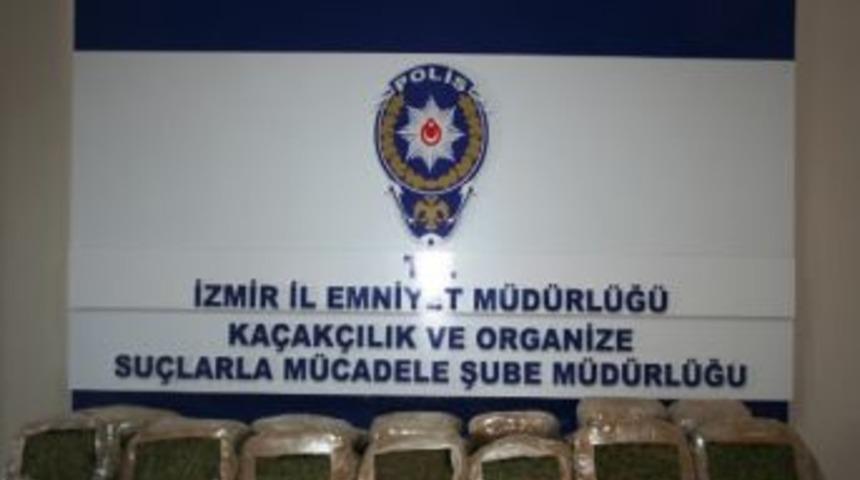 POLİS
İZMİR İL EMNİYET MÜDÜRLÜĞÜ
KAÇAKÇILIK VE ORGANİZE
SUÇLARLA MÜCADELE ŞUBE MÜDÜRLÜĞÜ